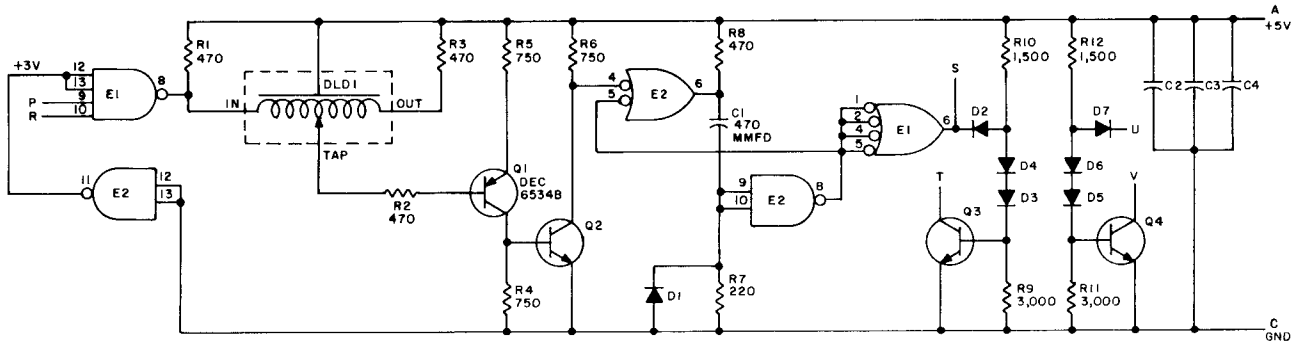 A
+5V
R1
470
R3
470
R5
750
R6
750
R8
470
R10
1,500
R12
1,500
+3V
12
13
9
10
P
R
E1
8
IN
DLD1
OUT
TAP
4
5
E2
6
S
1
2
4
5
E1
6
D2
D7
U
C2
C3
C4
C1
470
MMFD
11
E2
12
13
R2
470
Q1
DEC
6534B
Q2
9
10
E2
8
D4
D3
D6
D5
T
Q3
V
Q4
R4
750
D1
R7
220
R9
3,000
R11
3,000
C
GND